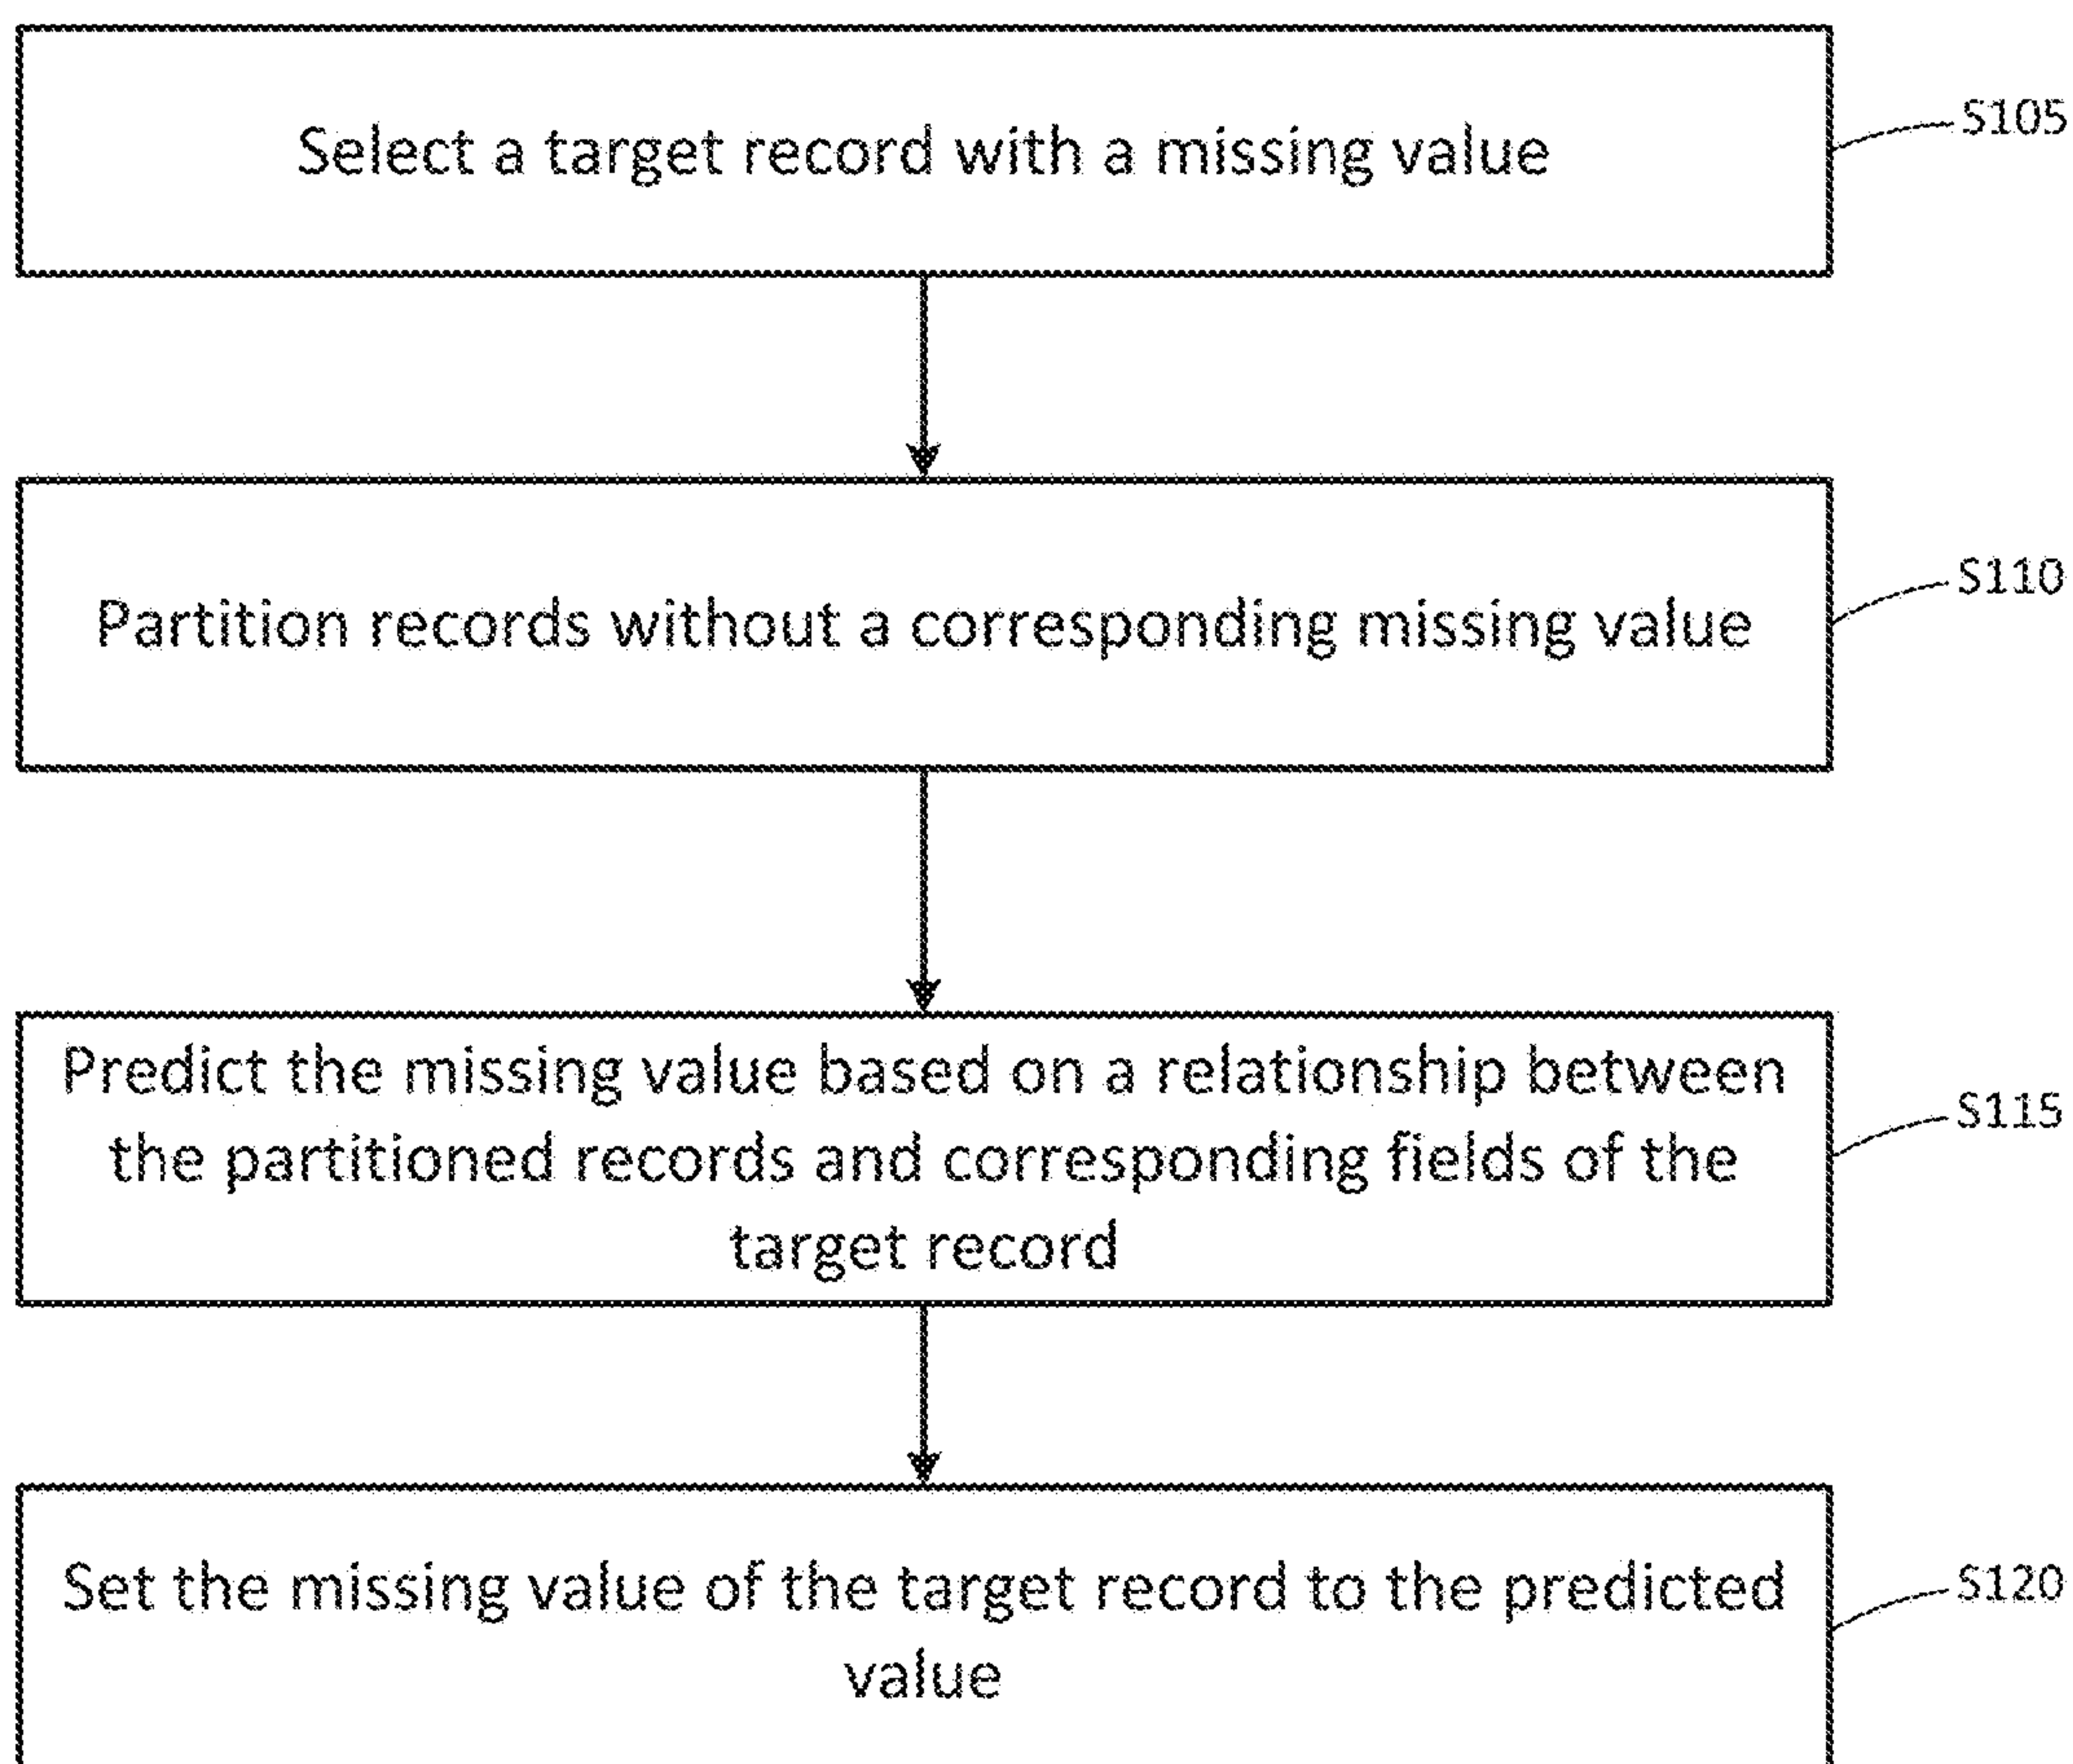 Select a target record with a missing value
S105
Partition records without a corresponding missing value
S110
Predict the missing value based on a relationship between
the partitioned records and corresponding fields of the
target record
S115
Set the missing value of the target record to the predicted
value
S120